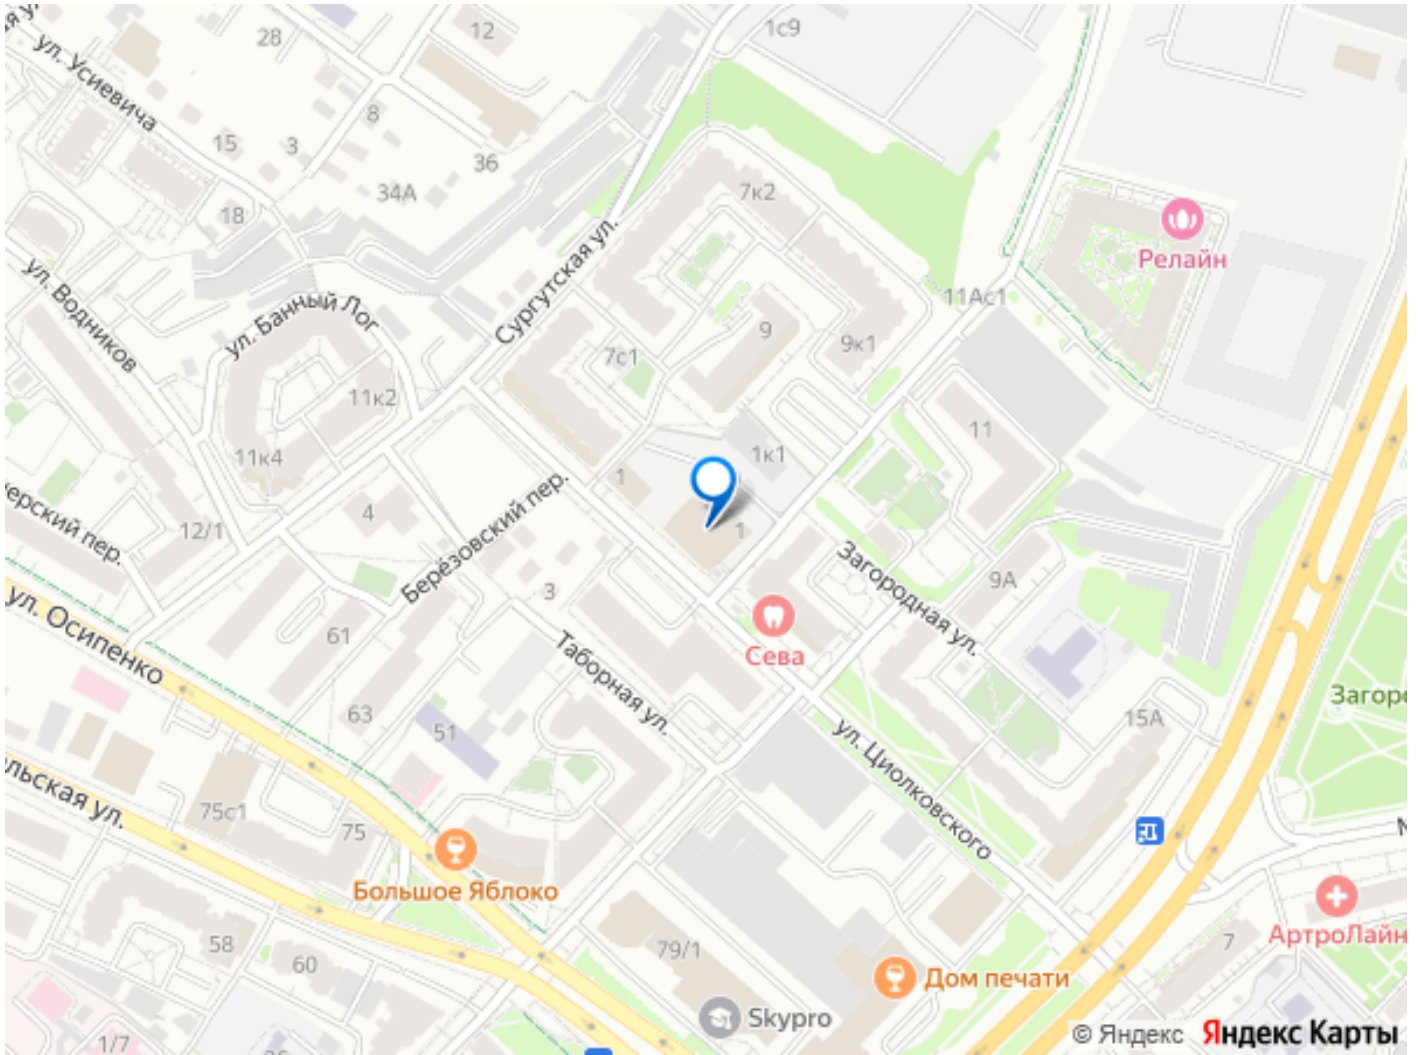 28
12
1с9
ул. Усиевича
8
15
3
36
34А
7к2
18
Релайн
ул. Водников
ул. Банный Лог
Сургутская ул.
11Ас1
7с1
9
9к1
11к2
11
11к4
1к1
1
1
Берёзовский пер.
4
12/1
ерский пер.
Загородная ул.
9А
3
ул. Осипенко
61
Сева
Таборная ул.
63
51
Загоро
15А
ул. Циолковского
льская ул.
75с1
75
Большое Яблоко
58
60
79/1
7
АртроЛайн
Дом печати
Skypro
1/7
© Яндекс Яндекс Карты